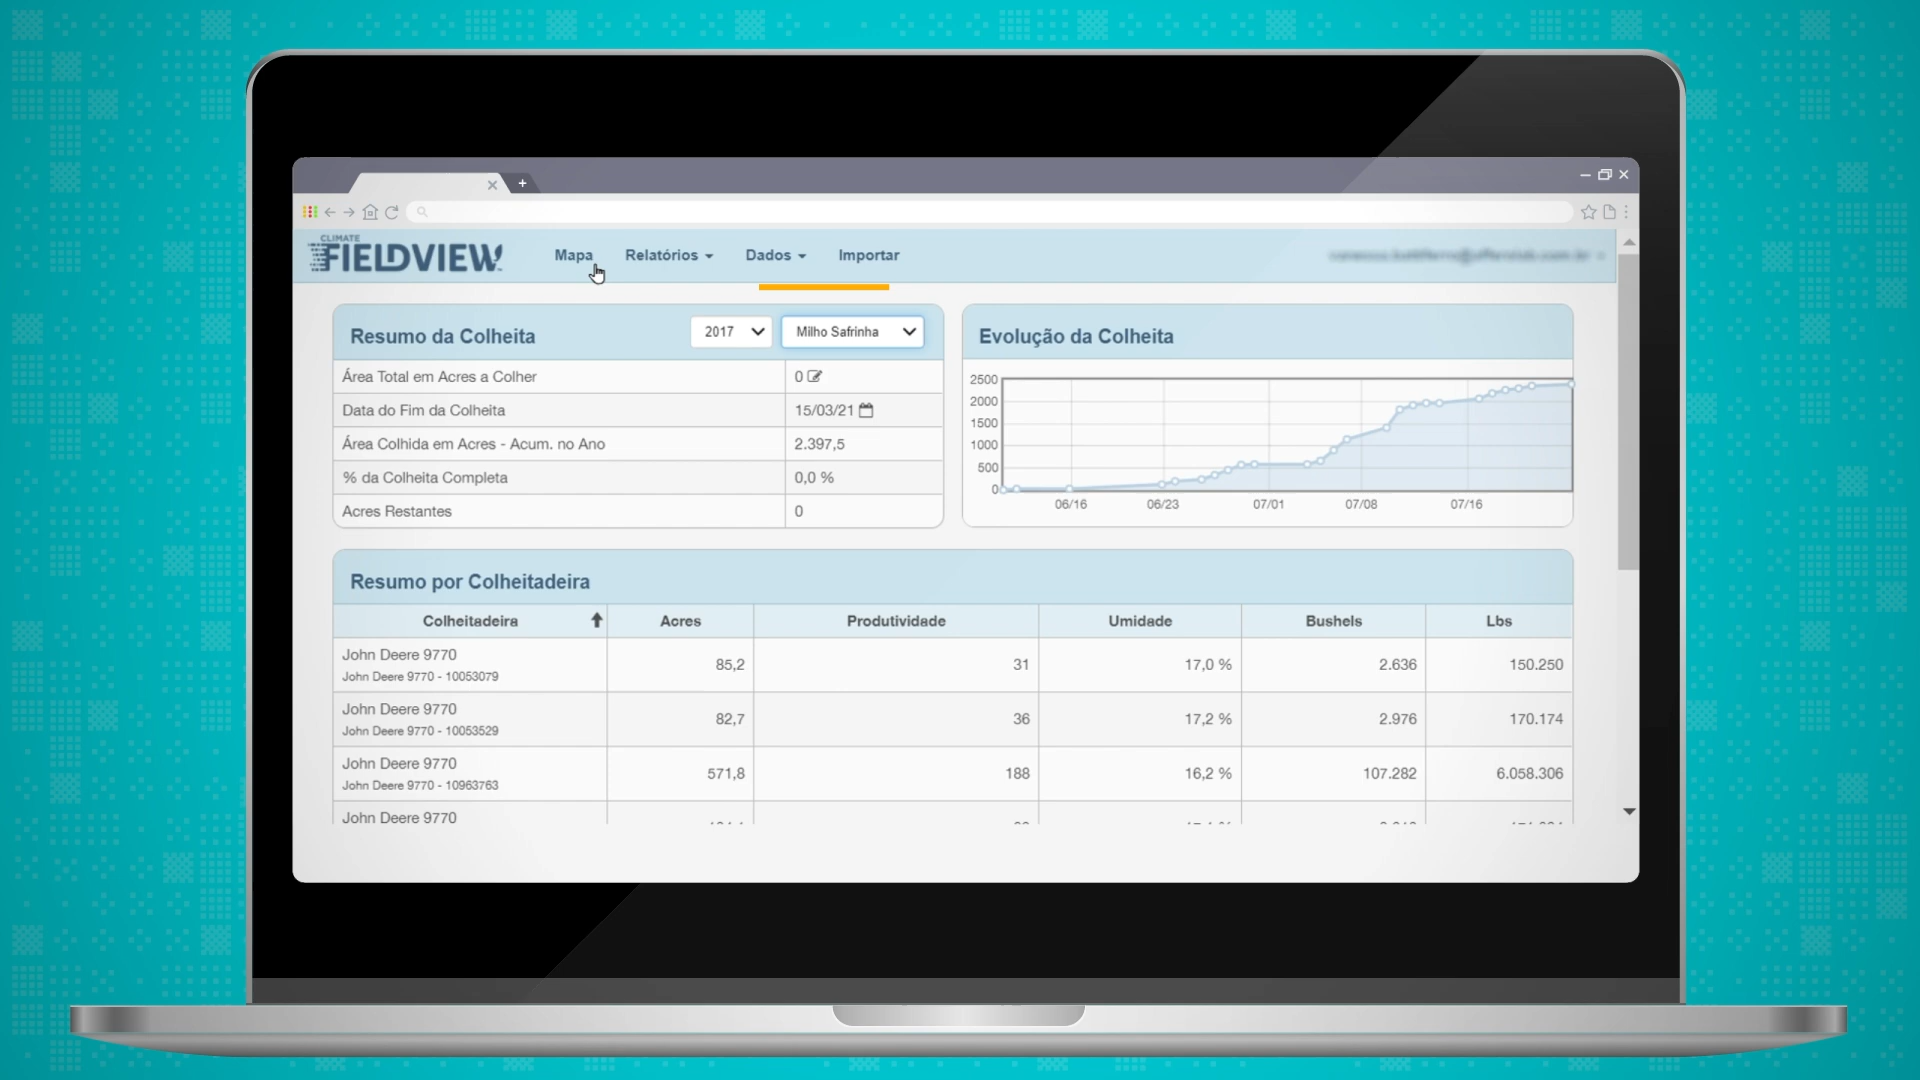 CLIMATE
FIELDVIEW
Mapa
Relatórios
Dados
Importar
Resumo da Colheita
2017
Milho Safrinha
Área Total em Acres a Colher 0
Data do Fim da Colheita 15/03/21
Área Colhida em Acres - Acum. no Ano 2.397,5
% da Colheita Completa 0,0 %
Acres Restantes 0
Evolução da Colheita
2500
2000
1500
1000
500
0
06/16 06/23 07/01 07/08 07/16
Resumo por Colheitadeira
Colheitadeira Acres Produtividade Umidade Bushels Lbs
John Deere 9770
John Deere 9770 - 10053079
85,2 31 17,0 % 2.636 150.250
John Deere 9770
John Deere 9770 - 10053529
82,7 36 17,2 % 2.976 170.174
John Deere 9770
John Deere 9770 - 10963763
571,8 188 16,2 % 107.282 6.058.306
John Deere 9770